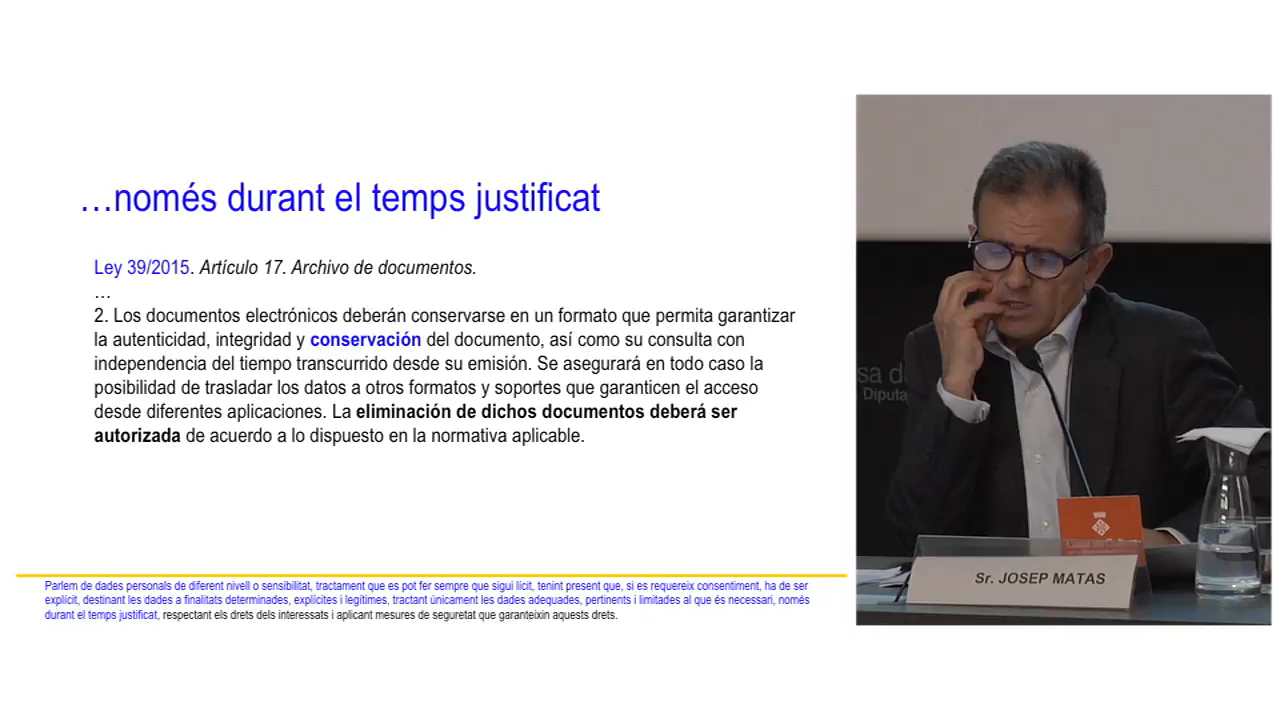 …només durant el temps justificat
Ley 39/2015. Artículo 17. Archivo de documentos.
…
2. Los documentos electrónicos deberán conservarse en un formato que permita garantizar
la autenticidad, integridad y conservación del documento, así como su consulta con
independencia del tiempo transcurrido desde su emisión. Se asegurará en todo caso la
posibilidad de trasladar los datos a otros formatos y soportes que garanticen el acceso
desde diferentes aplicaciones. La eliminación de dichos documentos deberá ser
autorizada de acuerdo a lo dispuesto en la normativa aplicable.
Parlem de dades personals de diferent nivell o sensibilitat, tractament que es pot fer sempre que sigui lícit, tenint present que, si es requereix consentiment, ha de ser
explícit, destinant les dades a finalitats determinades, explícites i legítimes, tractant únicament les dades adequades, pertinents i limitades al que és necessari, només
durant el temps justificat, respectant els drets dels interessats i aplicant mesures de seguretat que garanteixin aquests drets.
sa d
Diputa
Sr. JOSEP MATAS